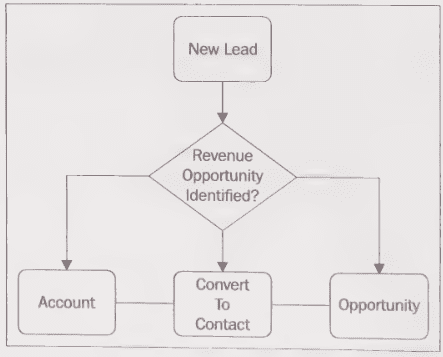 New Lead
Revenue
Opportunity
Identified?
Account
Convert
To
Contact
Opportunity